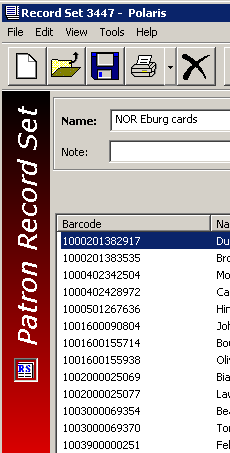 Record Set 3447 - Polaris
File Edit View Tools Help
Patron Record Set
RS
Name: NOR Eburg cards
Note:
Barcode Na
1000201382917 Du
1000201383535 Bro
1000402342504 Mo
1000402428972 Ca
1000501267636 Hir
1001600090804 Joh
1001600155714 Bou
1001600155938 Oli
1002000025069 Bia
1002000025077 Lav
1003000069354 Bea
1003000069370 Tor
1003900000251 Fel